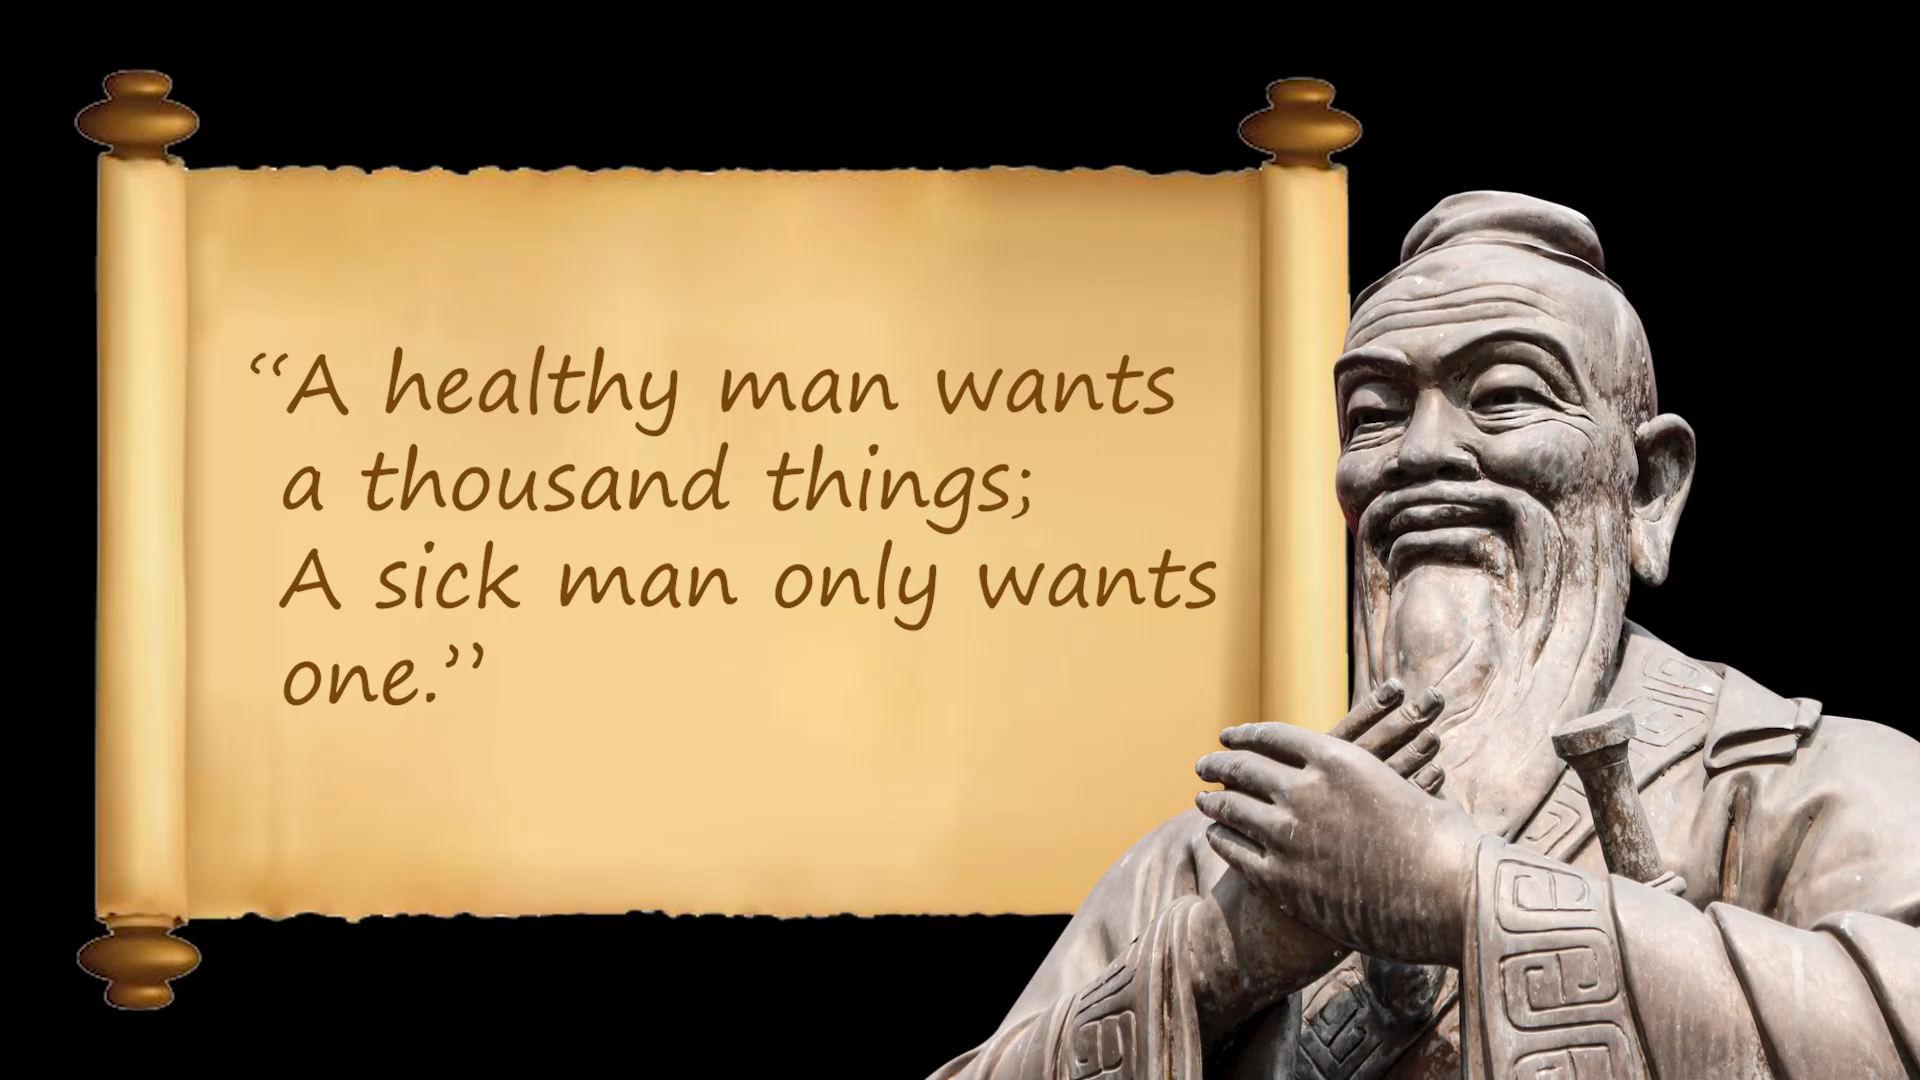 “A healthy man wants
a thousand things;
A sick man only wants
one.”